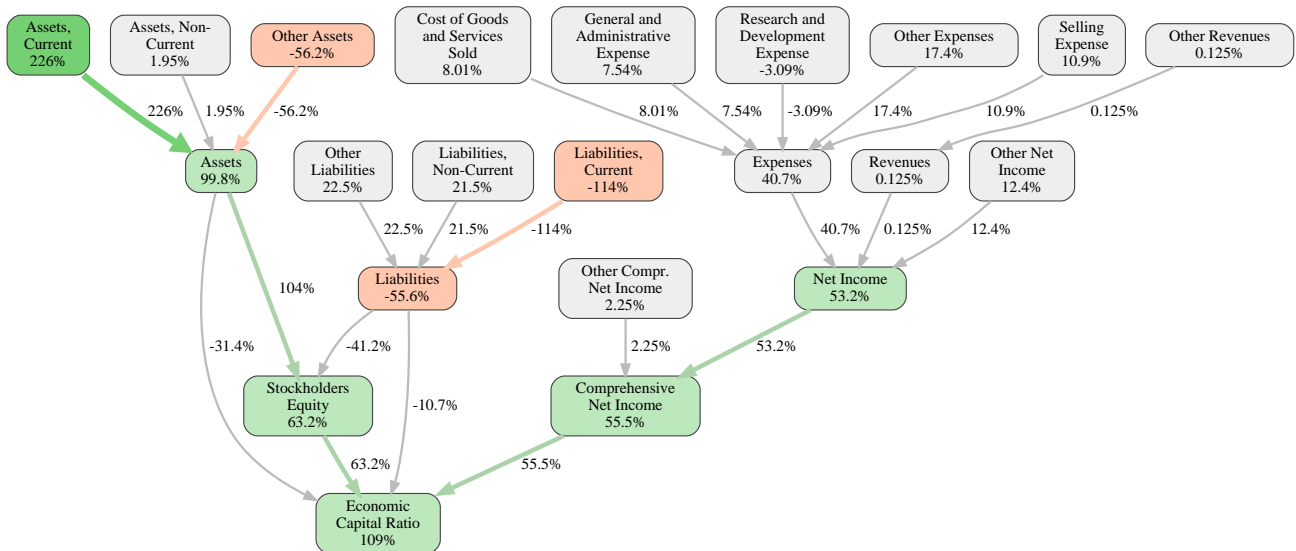 Assets,
Current
226%
Assets, Non-
Current
1.95%
Other Assets
-56.2%
Cost of Goods
and Services
Sold
8.01%
General and
Administrative
Expense
7.54%
Research and
Development
Expense
-3.09%
Other Expenses
17.4%
Selling
Expense
10.9%
Other Revenues
0.125%
226%
1.95%
-56.2%
8.01%
7.54%
-3.09%
17.4%
10.9%
0.125%
Assets
99.8%
Other
Liabilities
22.5%
Liabilities,
Non-Current
21.5%
Liabilities,
Current
-114%
Expenses
40.7%
Revenues
0.125%
Other Net
Income
12.4%
22.5%
21.5%
-114%
40.7%
0.125%
12.4%
104%
Liabilities
-55.6%
Other Compr.
Net Income
2.25%
Net Income
53.2%
-31.4%
-41.2%
2.25%
53.2%
Stockholders
Equity
63.2%
-10.7%
Comprehensive
Net Income
55.5%
63.2%
55.5%
Economic
Capital Ratio
109%